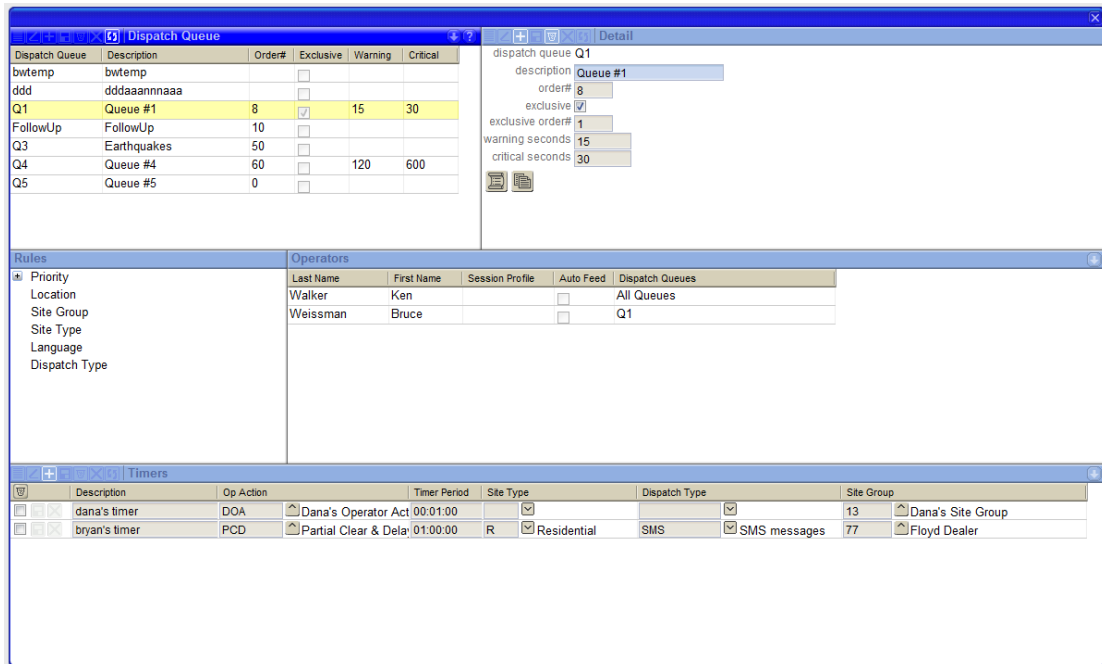 Dispatch Queue
Dispatch Queue Description Order# Exclusive Warning Critical
bwtemp bwtemp
ddd dddaaannnaaa
Q1 Queue #1 8 15 30
FollowUp FollowUp 10
Q3 Earthquakes 50
Q4 Queue #4 60 120 600
Q5 Queue #5 0
Detail
dispatch queue Q1
description Queue #1
order# 8
exclusive
exclusive order# 1
warning seconds 15
critical seconds 30
Rules
Priority
Location
Site Group
Site Type
Language
Dispatch Type
Operators
Last Name First Name Session Profile Auto Feed Dispatch Queues
Walker Ken All Queues
Weissman Bruce Q1
Timers
Description Op Action Timer Period Site Type Dispatch Type Site Group
dana's timer DOA Dana's Operator Act 00:01:00 13 Dana's Site Group
bryan's timer PCD Partial Clear & Delay 01:00:00 R Residential SMS SMS messages 77 Floyd Dealer